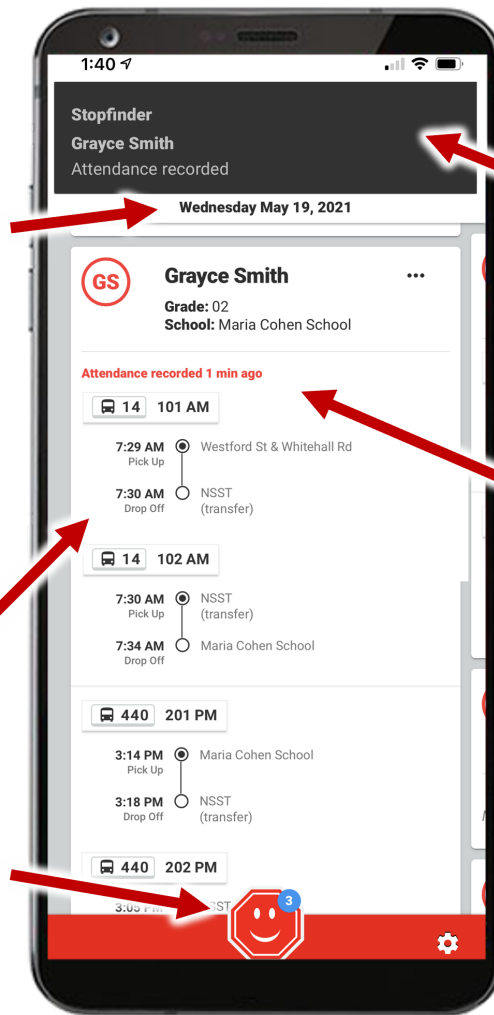 1:40
Stopfinder
Grayce Smith
Attendance recorded
Wednesday May 19, 2021
GS
Grayce Smith
Grade: 02
School: Maria Cohen School
Attendance recorded 1 min ago
14 101 AM
7:29 AM Westford St & Whitehall Rd
Pick Up
7:30 AM NSST
Drop Off (transfer)
14 102 AM
7:30 AM NSST
Pick Up (transfer)
7:34 AM Maria Cohen School
Drop Off
440 201 PM
3:14 PM Maria Cohen School
Pick Up
3:18 PM NSST
Drop Off (transfer)
440 202 PM
3:05
3